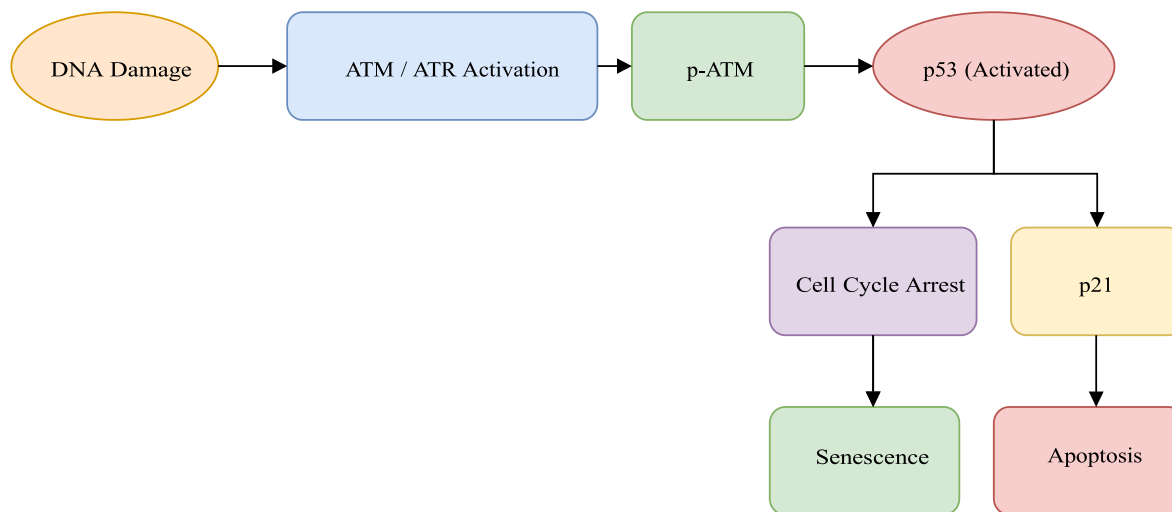 DNA Damage
ATM / ATR Activation
p-ATM
p53 (Activated)
Cell Cycle Arrest
p21
Senescence
Apoptosis